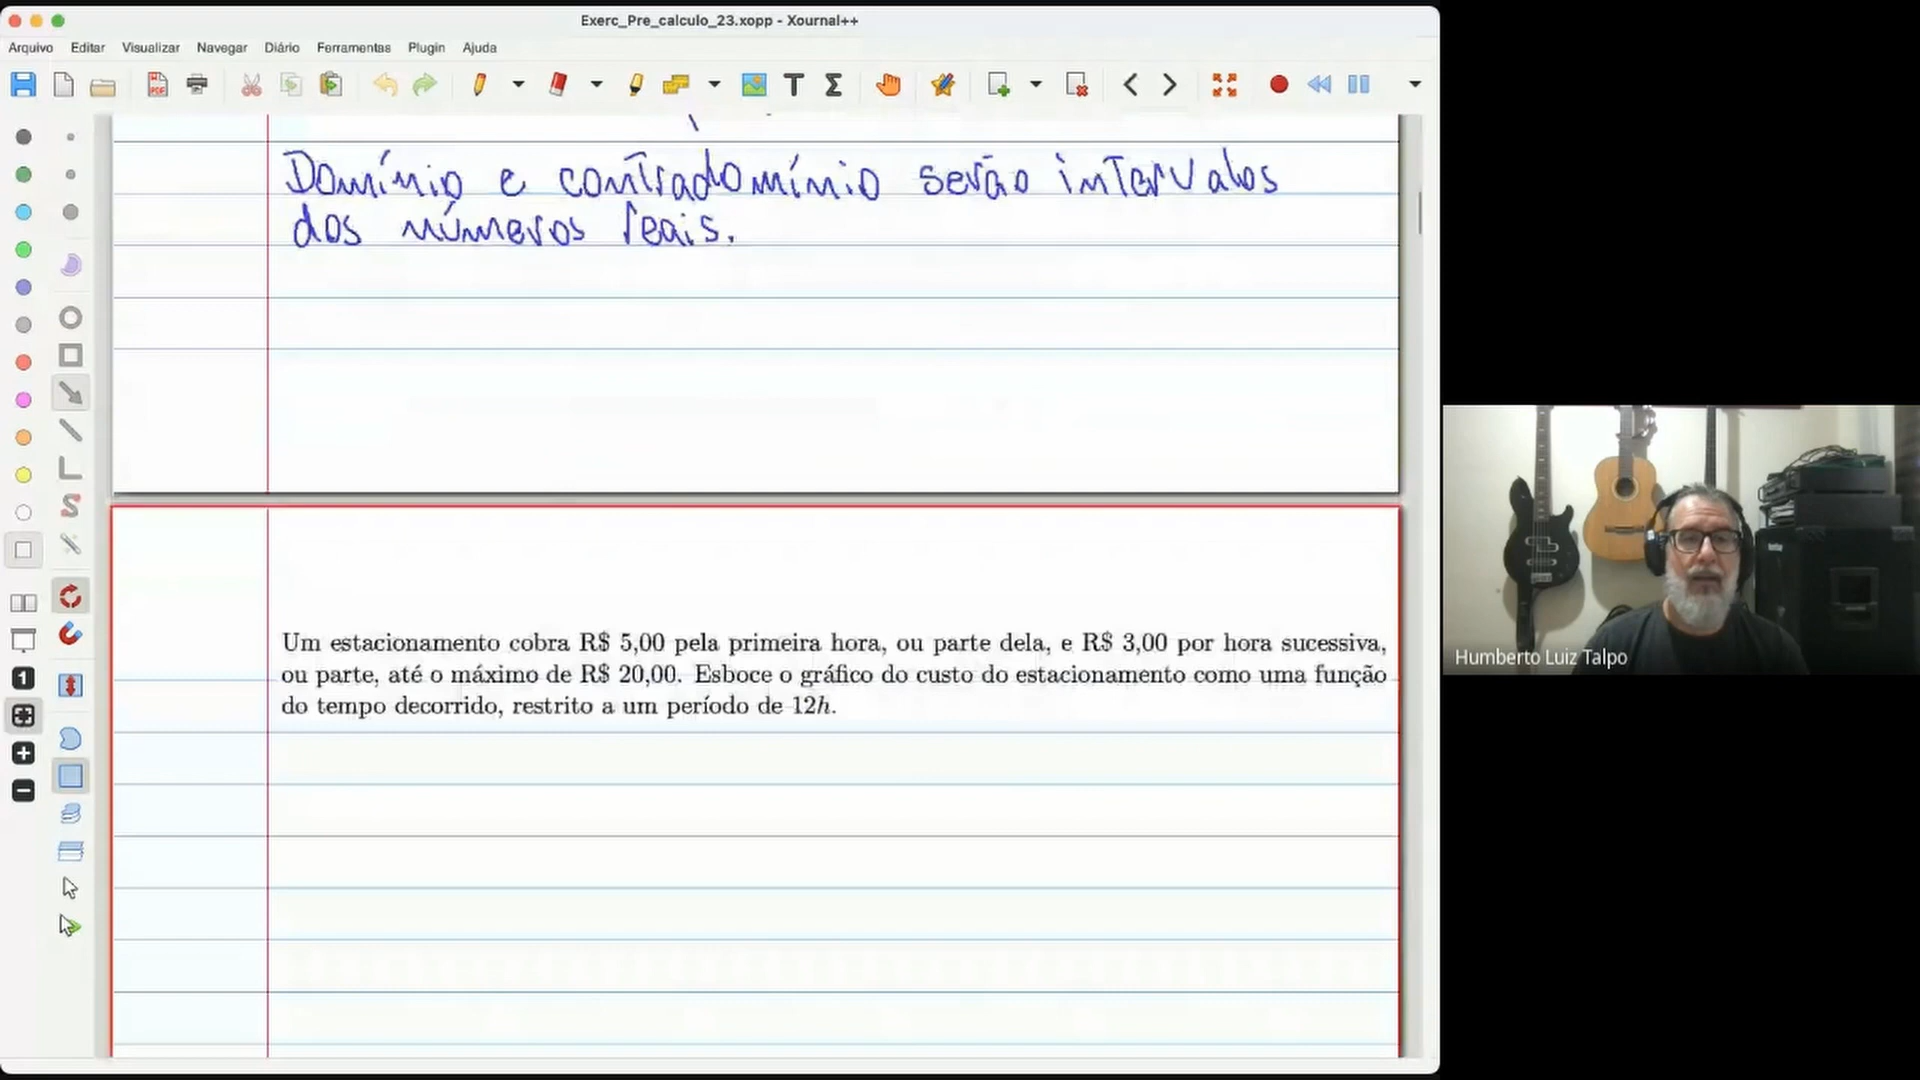 Exerc_Pre_calculo_23.xopp - Xournal++
Arquivo Editar Visualizar Navegar Diário Ferramentas Plugin Ajuda
Domínio e contradomínio serão intervalos
dos números reais.
Um estacionamento cobra R$ 5,00 pela primeira hora, ou parte dela, e R$ 3,00 por hora sucessiva,
ou parte, até o máximo de R$ 20,00. Esboce o gráfico do custo do estacionamento como uma função
do tempo decorrido, restrito a um período de 12h.
Humberto Luiz Talpo